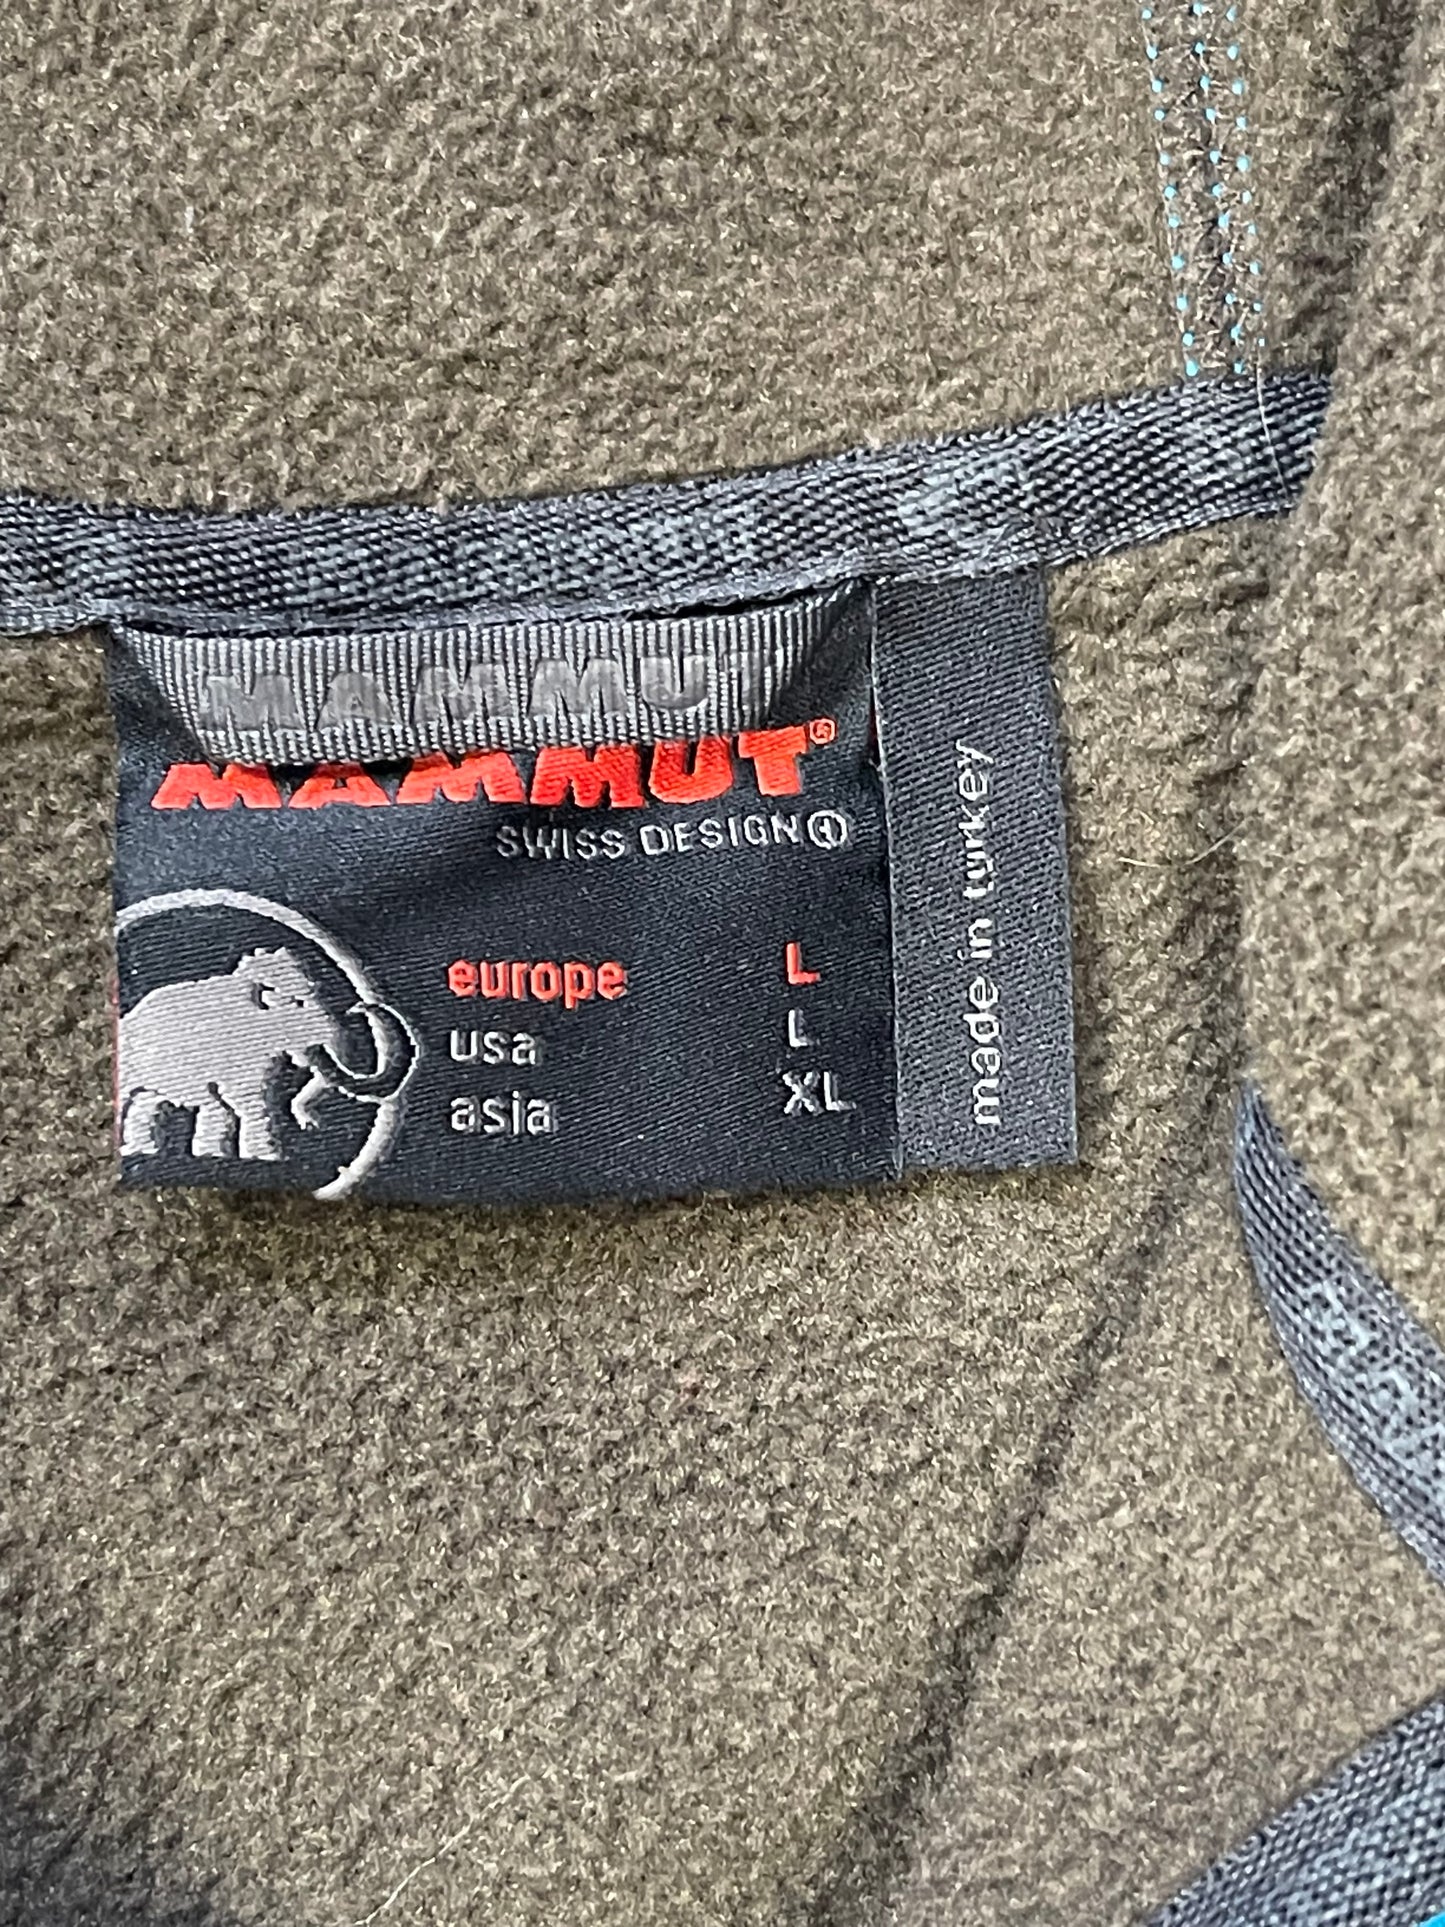 MAMMUT
MAMMUT®
SWISS DESIGN
europe L
usa L
asia XL
made in turkey